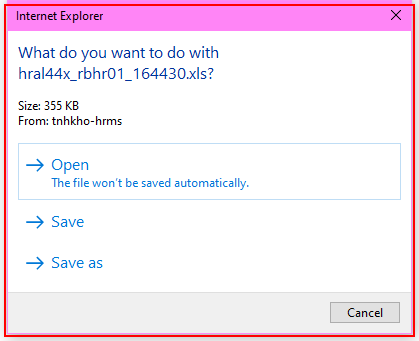 Internet Explorer
What do you want to do with
hral44x_rbhr01_164430.xls?
Size: 355 KB
From: tnhkho-hrms
Open
The file won't be saved automatically.
Save
Save as
Cancel